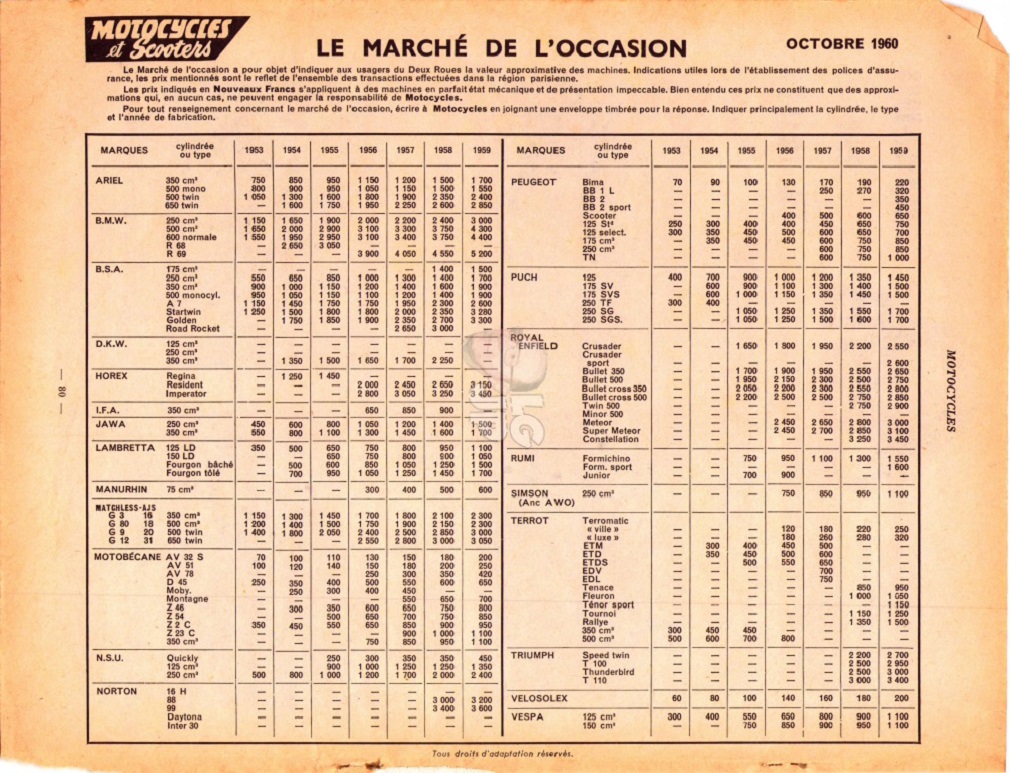 MOTOCYCLES
et Scooters
LE MARCHÉ DE L'OCCASION
OCTOBRE 1960
Le Marché de l'occasion a pour objet d'indiquer aux usagers du Deux Roues la valeur approximative des machines. Indications utiles lors de l'établissement des polices d'assu-
rance, les prix mentionnés sont le reflet de l'ensemble des transactions effectuées dans la région parisienne.
Les prix indiqués en Nouveaux Francs s'appliquent à des machines en parfait état mécanique et de présentation impeccable. Bien entendu ces prix ne constituent que des approxi-
mations qui, en aucun cas, ne peuvent engager la responsabilité de Motocycles.
Pour tout renseignement concernant le marché de l'occasion, écrire à Motocycles en joignant une enveloppe timbrée pour la réponse. Indiquer principalement la cylindrée, le type
et l'année de fabrication.
MARQUES cylindrée ou type 1953 1954 1955 1956 1957 1958 1959
ARIEL 350 cm³ 750 850 950 1 150 1 200 1 500 1 700
500 mono 800 900 950 1 050 1 150 1 500 1 550
500 twin 1 050 1 300 1 600 1 800 1 900 2 350 2 400
650 twin — 1 600 1 750 1 950 2 250 2 600 2 850
B.M.W. 250 cm³ 1 150 1 650 1 900 2 000 2 200 2 400 3 000
500 cm³ 1 650 2 000 2 900 3 100 3 300 3 750 4 300
600 normale 1 550 1 950 2 950 3 100 3 400 3 750 4 400
R 68 — 2 650 3 050 — — — —
R 69 — — — 3 900 4 050 4 550 5 200
B.S.A. 175 cm³ — — — — — 1 400 1 500
250 cm³ 550 650 850 1 000 1 300 1 400 1 700
350 cm³ 900 1 000 1 150 1 200 1 400 1 600 1 900
500 monocyl. 950 1 050 1 150 1 100 1 200 1 400 1 900
A 7 1 150 1 450 1 750 1 750 1 950 2 300 2 600
Startwin 1 250 1 500 1 800 1 800 2 000 2 350 3 280
Golden — 1 750 1 850 1 900 2 350 2 700 3 300
Road Rocket — — — — 2 650 3 000 —
D.K.W. 125 cm³ — — — — — — —
250 cm³ — — — — — — —
350 cm³ — 1 350 1 500 1 650 1 700 2 250 —
HOREX Regina — 1 250 1 450 — — — —
Resident — — — 2 000 2 450 2 650 3 150
Imperator — — — 2 800 3 050 3 250 3 450
I.F.A. 350 cm³ — — — 650 850 900 —
JAWA 250 cm³ 450 600 800 1 050 1 200 1 400 1 500
350 cm³ 550 800 1 100 1 300 1 450 1 600 1 700
LAMBRETTA 125 LD 350 500 650 750 800 950 1 100
150 LD — — 650 750 800 900 1 050
Fourgon bâché — 500 600 850 1 050 1 250 1 500
Fourgon tôlé — 700 950 1 050 1 250 1 450 1 700
MANURHIN 75 cm³ — — — 300 400 500 600
MATCHLESS-AJS
G 3 16 350 cm³ 1 150 1 300 1 450 1 700 1 800 2 100 2 300
G 80 18 500 cm³ 1 200 1 400 1 500 1 750 1 900 2 150 2 300
G 9 20 500 twin 1 400 1 800 2 050 2 400 2 500 2 850 3 000
G 12 31 650 twin — — — 2 550 2 800 3 000 3 050
MOTOBÉCANE AV 32 S 70 100 110 130 150 180 200
AV 51 100 120 140 150 180 200 250
AV 78 — — — 250 300 350 420
D 45 250 350 400 500 550 600 650
Moby. — 250 300 400 450 — —
Montagne — — — — 550 650 700
Z 46 — 300 350 600 650 750 800
Z 54 — — 500 650 700 750 850
Z 2 C 350 450 550 650 850 900 950
Z 23 C — — — — 900 1 000 1 100
350 cm³ — — — 750 850 950 1 100
N.S.U. Quickly — — 250 300 350 350 450
125 cm³ — — 900 1 000 1 250 1 250 1 350
250 cm³ 500 800 1 000 1 200 1 700 2 000 2 400
NORTON 16 H — — — — — — —
88 — — — — — 3 000 3 200
99 — — — — — 3 400 3 600
Daytona — — — — — — —
Inter 30 — — — — — — —
MARQUES cylindrée ou type 1953 1954 1955 1956 1957 1958 1959
PEUGEOT Bima 70 90 100 130 170 190 220
BB 1 L — — — — 250 270 320
BB 2 — — — — — — 350
BB 2 sport — — — — — — 450
Scooter — — — 400 500 600 650
125 Stᵈ 250 300 400 400 450 650 750
125 select. 300 350 450 500 600 650 700
175 cm³ — 350 450 450 600 750 850
250 cm³ — — — — 600 750 850
TN — — — — 600 750 1 000
PUCH 125 400 700 900 1 000 1 200 1 350 1 450
175 SV — 600 900 1 100 1 300 1 400 1 500
175 SVS — 600 1 000 1 150 1 350 1 450 1 500
250 TF 300 400 — — — — —
250 SG — — 1 050 1 250 1 350 1 550 1 700
250 SGS. — — 1 050 1 250 1 500 1 600 1 700
ROYAL
ENFIELD Crusader — — 1 650 1 800 1 950 2 200 2 550
Crusader
sport — — — — — — 2 600
Bullet 350 — — 1 700 1 900 1 950 2 550 2 650
Bullet 500 — — 1 950 2 150 2 300 2 500 2 750
Bullet cross 350 — — 2 050 2 200 2 300 2 550 2 800
Bullet cross 500 — — 2 200 2 500 2 500 2 750 2 850
Twin 500 — — — — — 2 750 2 900
Minor 500 — — — — — — —
Meteor — — — 2 450 2 650 2 800 3 000
Super Meteor — — — 2 450 2 700 2 850 3 100
Constellation — — — — — 3 250 3 450
RUMI Formichino — — 750 950 1 100 1 300 1 550
Form. sport — — — — — — 1 600
Junior — — 700 900 — — —
SIMSON 250 cm³ — — — 750 850 950 1 100
(Anc AWO)
TERROT Terromatic
« ville » — — — 120 180 220 250
« luxe » — — — 180 260 280 320
ETM — 300 400 450 500 — —
ETD — 350 450 500 600 — —
ETDS — — 500 550 650 — —
EDV — — — — 700 — —
EDL — — — — 750 — —
Tenace — — — — — 850 950
Fleuron — — — — — 1 000 1 050
Ténor sport — — — — — — 1 150
Tournoi — — — — — 1 150 1 250
Rallye — — — — — 1 350 1 500
350 cm³ 300 450 450 — — — —
500 cm³ 500 600 700 800 — — —
TRIUMPH Speed twin — — — — — 2 200 2 700
T 100 — — — — — 2 500 2 950
Thunderbird — — — — — 2 500 3 000
T 110 — — — — — 3 000 3 400
VELOSOLEX 60 80 100 140 160 180 200
VESPA 125 cm³ 300 400 550 650 800 900 1 100
150 cm³ — — 750 850 900 950 1 100
— 80 —
MOTOCYCLES
Tous droits d'adaptation réservés.